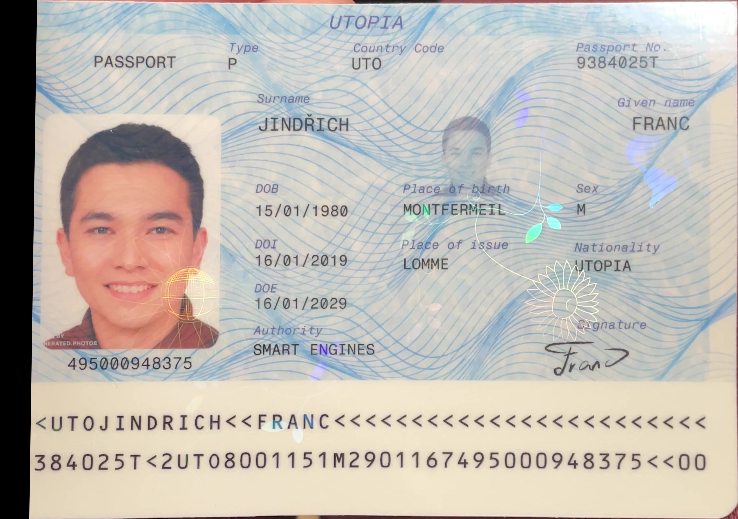 UTOPIA
Type Country Code Passport No.
PASSPORT P UTO 9384025T
Surname Given name
JINDŘICH FRANC
DOB Place of birth Sex
15/01/1980 MONTFERMEIL M
DOI Place of issue Nationality
16/01/2019 LOMME UTOPIA
DOE
16/01/2029
Authority Signature
SMART ENGINES Franc
ERATED.PHOTOS
495000948375
<UTOJINDRICH<<FRANC<<<<<<<<<<<<<<<<<<<<<<<<<
384025T<2UTO8001151M2901167495000948375<<00